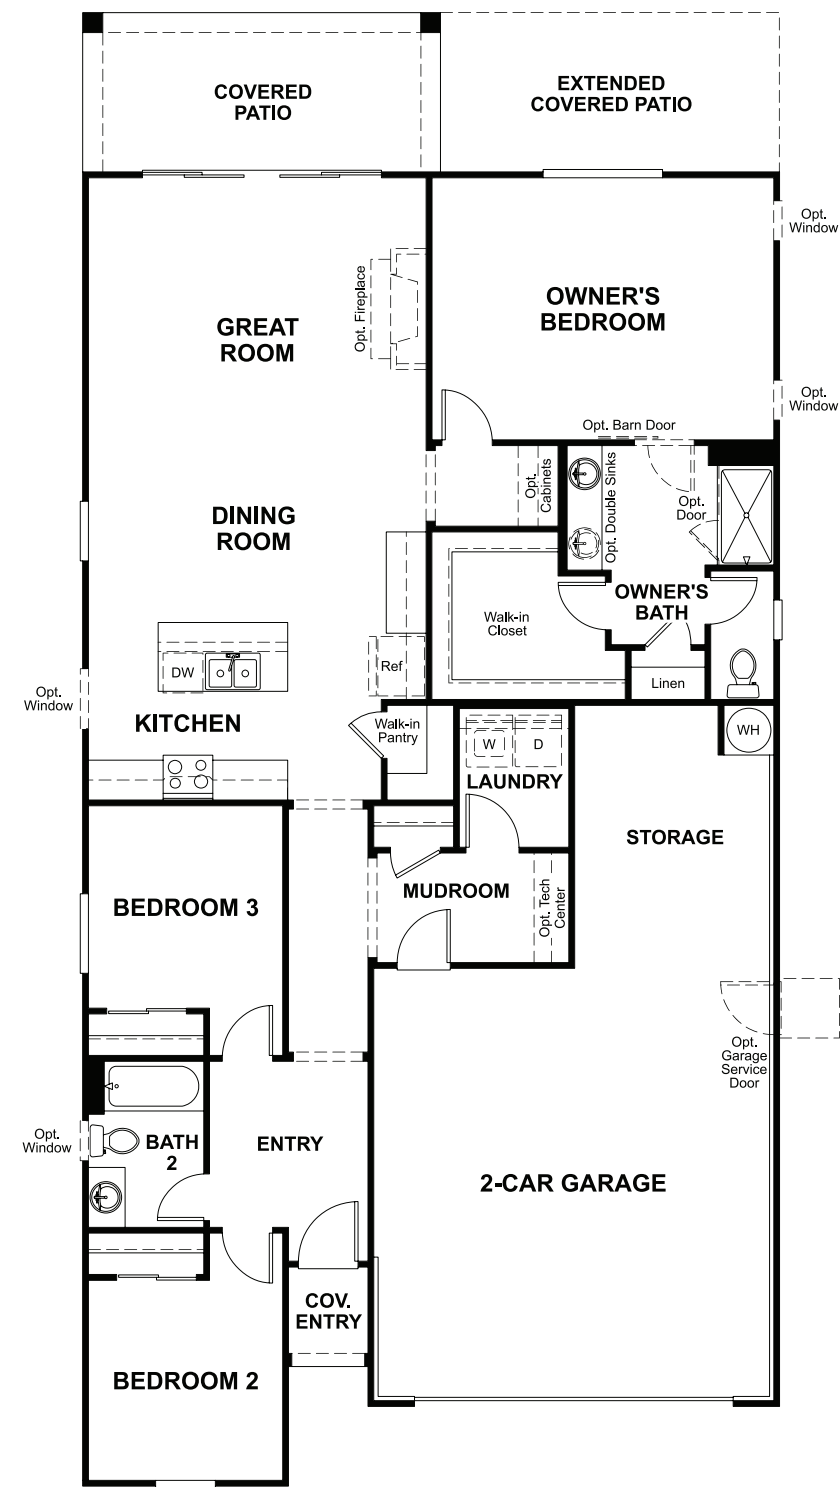 COVERED
PATIO
EXTENDED
COVERED PATIO
Opt.
Window
GREAT
ROOM
Opt. Fireplace
OWNER'S
BEDROOM
Opt.
Window
Opt. Barn Door
DINING
ROOM
Opt.
Cabinets
Opt. Double Sinks
Opt.
Door
OWNER'S
BATH
Walk-in
Closet
DW
Ref
Linen
Opt.
Window
KITCHEN
Walk-in
Pantry
W
D
WH
LAUNDRY
STORAGE
BEDROOM 3
MUDROOM
Opt. Tech
Center
Opt.
Garage
Service
Door
Opt.
Window
BATH
2
ENTRY
2-CAR GARAGE
COV.
ENTRY
BEDROOM 2